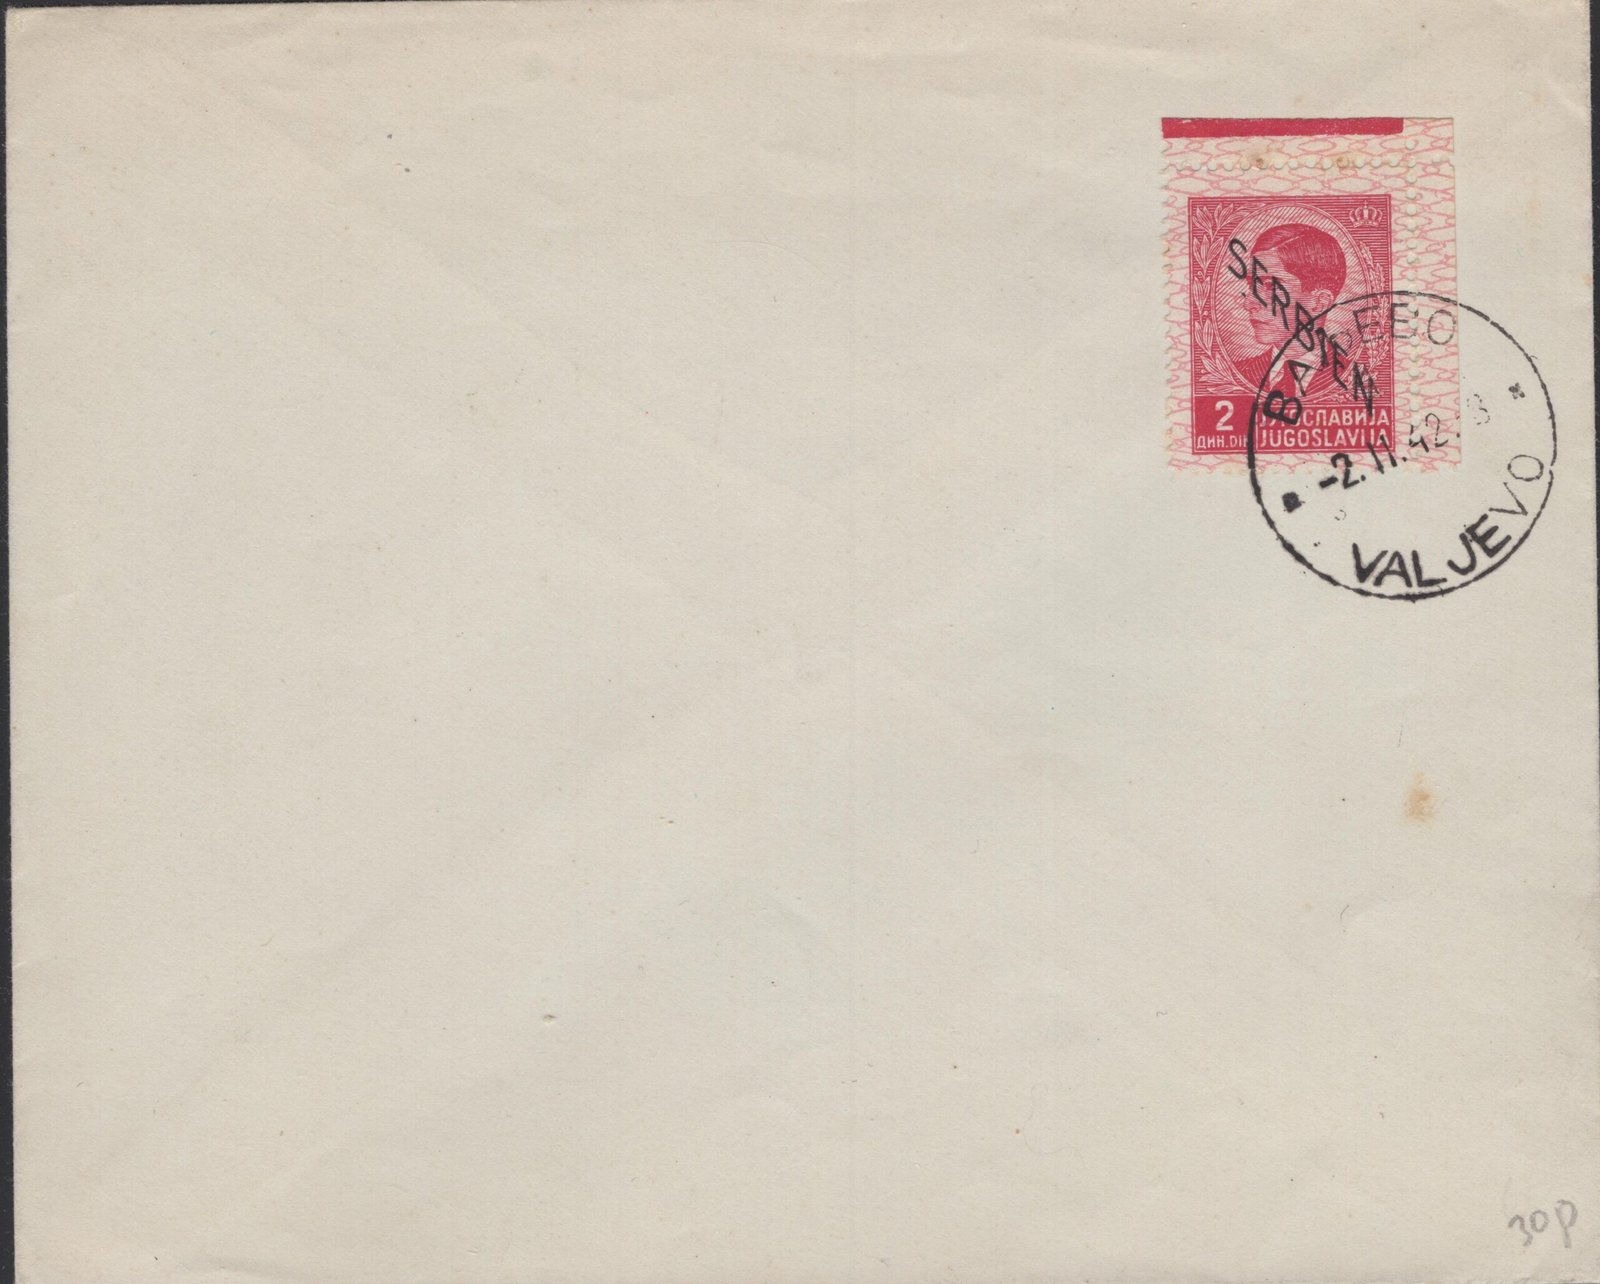 SERBIEN
2
ДИН. DIN
ЈУГОСЛАВИЈА
JUGOSLAVIJA
ВАЉЕВО
-2.II.42. 8
VALJEVO
30P